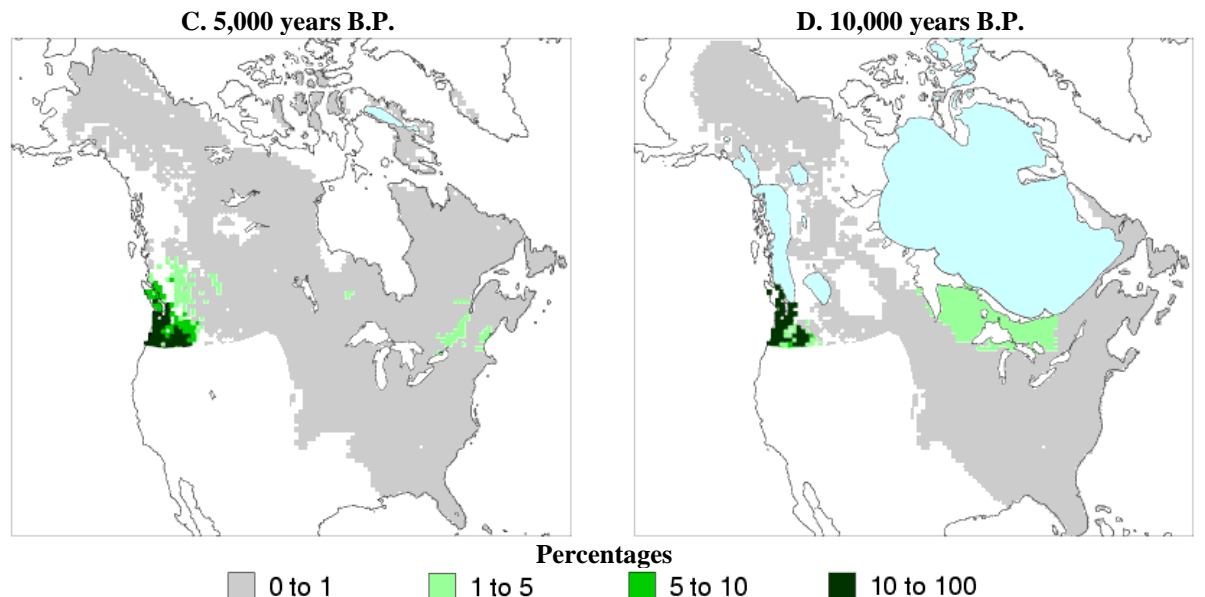 C. 5,000 years B.P.
D. 10,000 years B.P.
Percentages
0 to 1
1 to 5
5 to 10
10 to 100